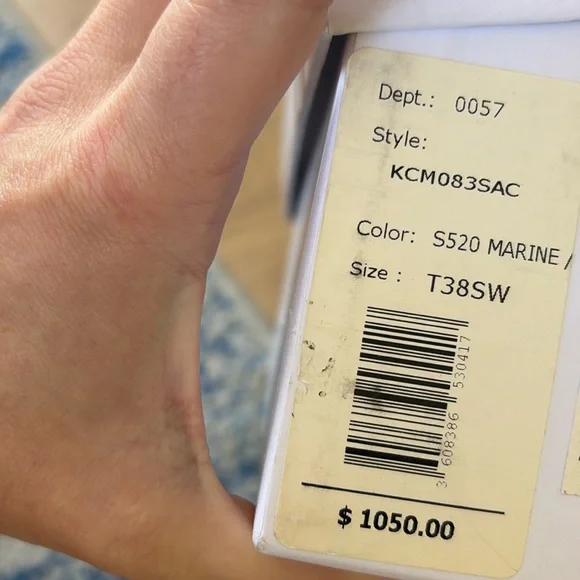 Dept.: 0057
Style:
KCM083SAC
Color: S520 MARINE /
Size : T38SW
3 608386 530417
$ 1050.00